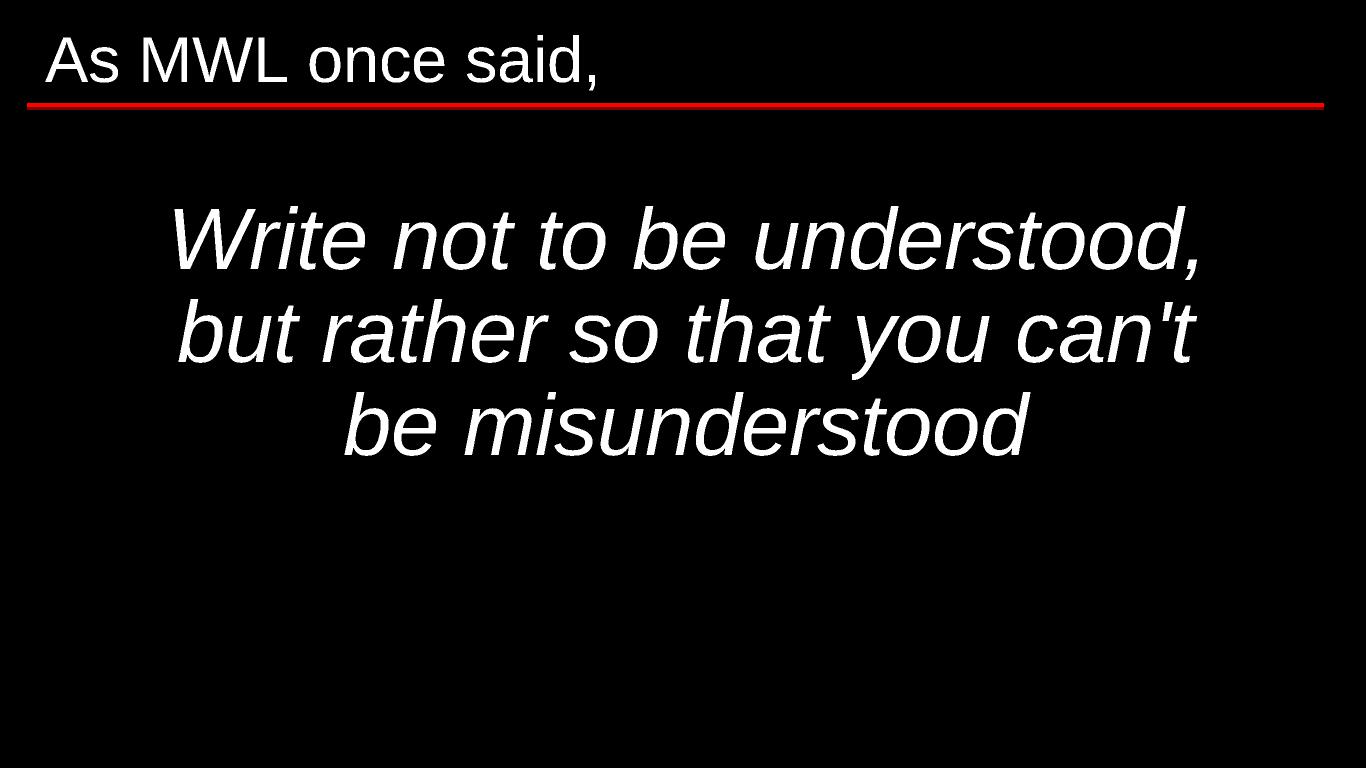 As MWL once said,
Write not to be understood,
but rather so that you can't
be misunderstood